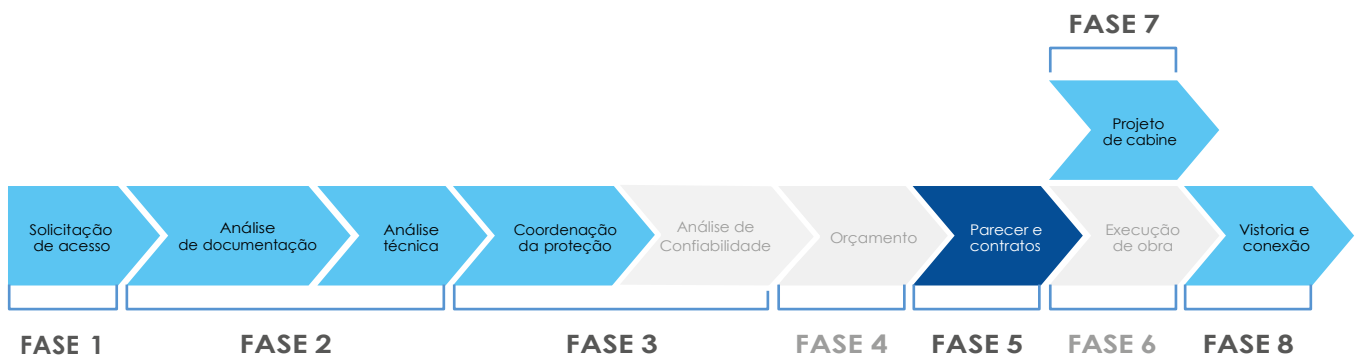 FASE 7
Projeto
de cabine
Solicitação
de acesso
Análise
de documentação
Análise
técnica
Coordenação
da proteção
Análise de
Confiabilidade
Orçamento
Parecer e
contratos
Execução
de obra
Vistoria e
conexão
FASE 1
FASE 2
FASE 3
FASE 4
FASE 5
FASE 6
FASE 8